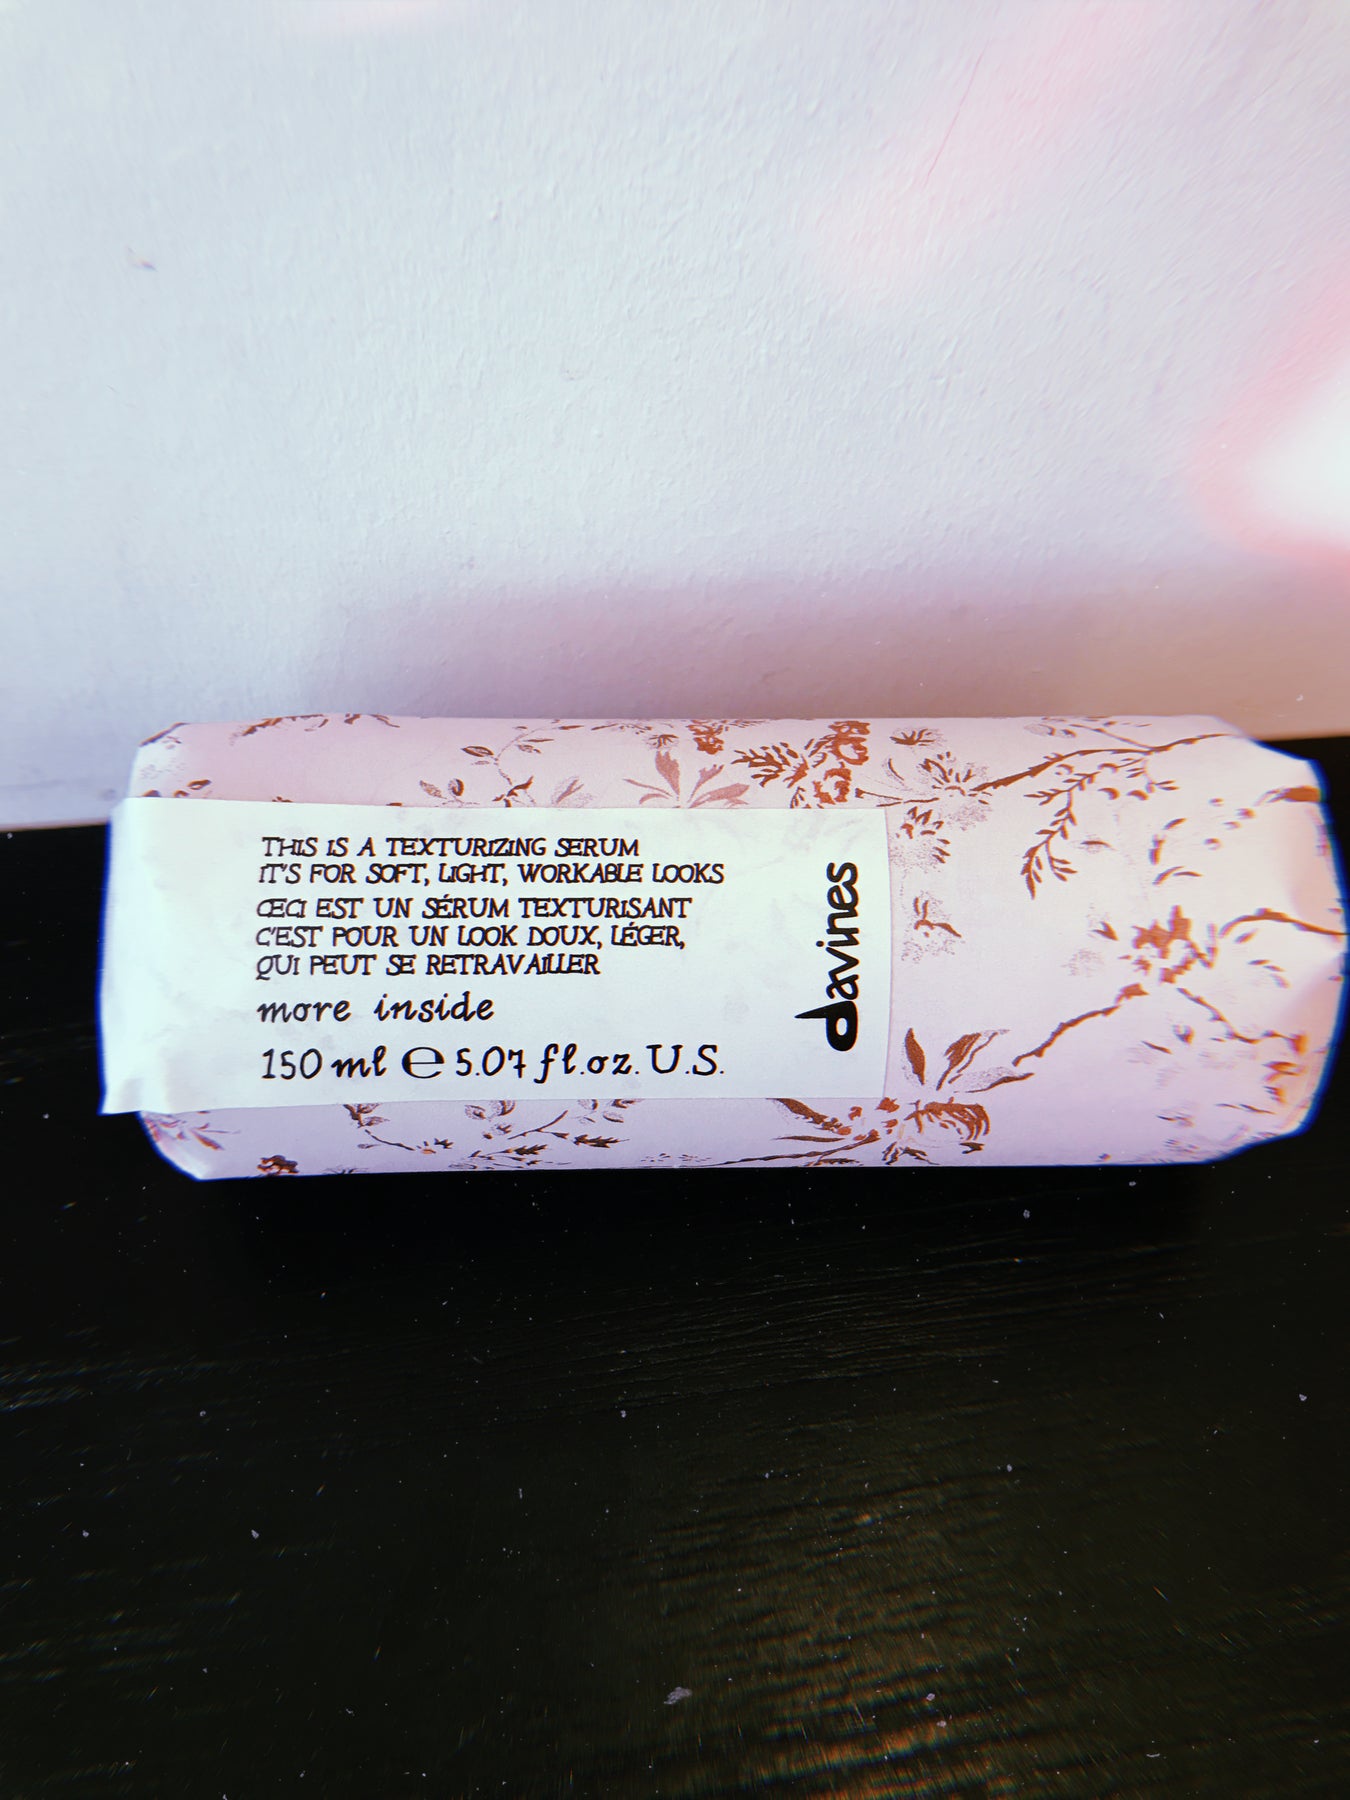 THIS IS A TEXTURIZING SERUM
IT'S FOR SOFT, LIGHT, WORKABLE LOOKS
CECI EST UN SÉRUM TEXTURISANT
C'EST POUR UN LOOK DOUX, LÉGER,
QUI PEUT SE RETRAVAILLER
more inside
150 ml ℮ 5.07 fl.oz. U.S.
davines